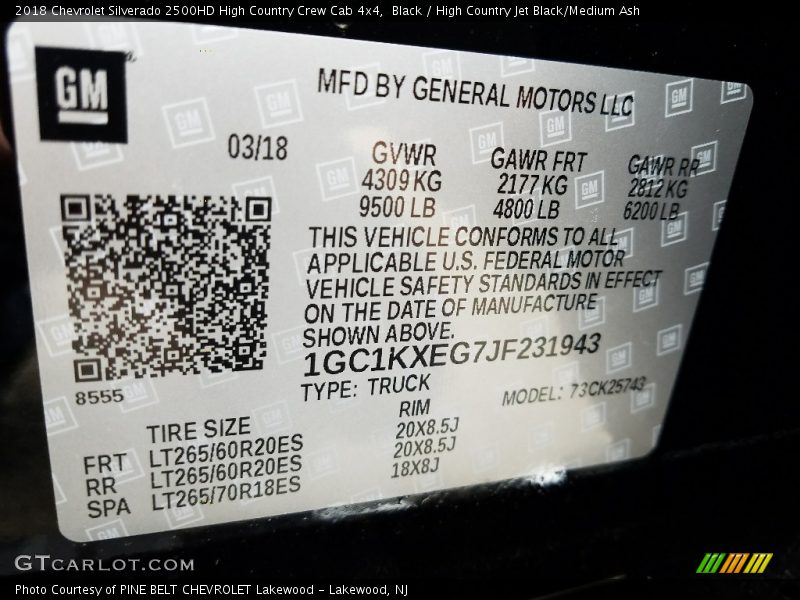 2018 Chevrolet Silverado 2500HD High Country Crew Cab 4x4,  Black / High Country Jet Black/Medium Ash
GM
MFD BY GENERAL MOTORS LLC
03/18
GVWR GAWR FRT GAWR RR
4309 KG 2177 KG 2812 KG
9500 LB 4800 LB 6200 LB
THIS VEHICLE CONFORMS TO ALL
APPLICABLE U.S. FEDERAL MOTOR
VEHICLE SAFETY STANDARDS IN EFFECT
ON THE DATE OF MANUFACTURE
SHOWN ABOVE.
1GC1KXEG7JF231943
TYPE: TRUCK MODEL: 73CK25743
8555
TIRE SIZE RIM
FRT LT265/60R20ES 20X8.5J
RR LT265/60R20ES 20X8.5J
SPA LT265/70R18ES 18X8J
GTCARLOT.COM
Photo Courtesy of PINE BELT CHEVROLET Lakewood - Lakewood, NJ